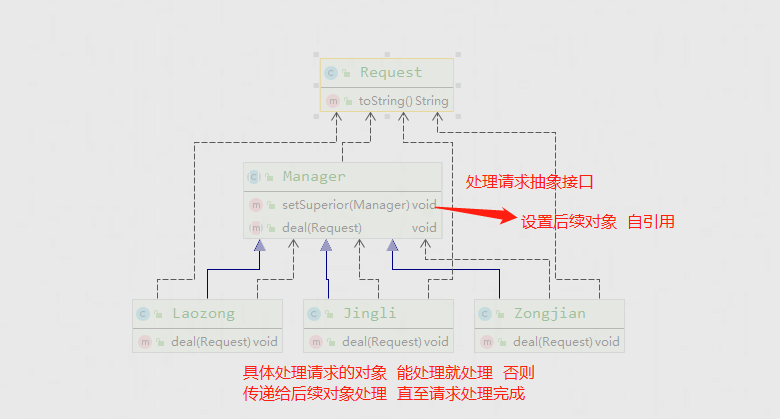 Request
toString() String
Manager
处理请求抽象接口
setSuperior(Manager) void
设置后续对象 自引用
deal(Request) void
Laozong
Jingli
Zongjian
deal(Request) void
deal(Request) void
deal(Request) void
具体处理请求的对象 能处理就处理 否则
传递给后续对象处理 直至请求处理完成